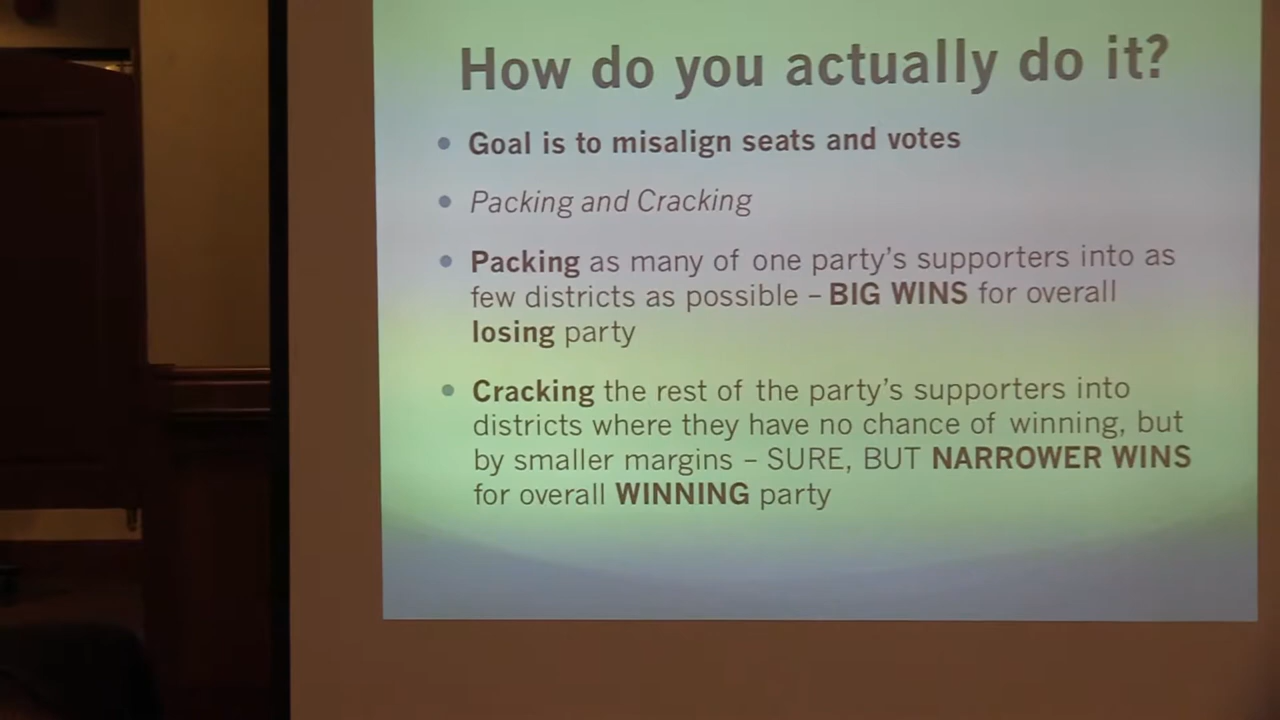 How do you actually do it?
• Goal is to misalign seats and votes
• Packing and Cracking
• Packing as many of one party's supporters into as
few districts as possible – BIG WINS for overall
losing party
• Cracking the rest of the party's supporters into
districts where they have no chance of winning, but
by smaller margins – SURE, BUT NARROWER WINS
for overall WINNING party